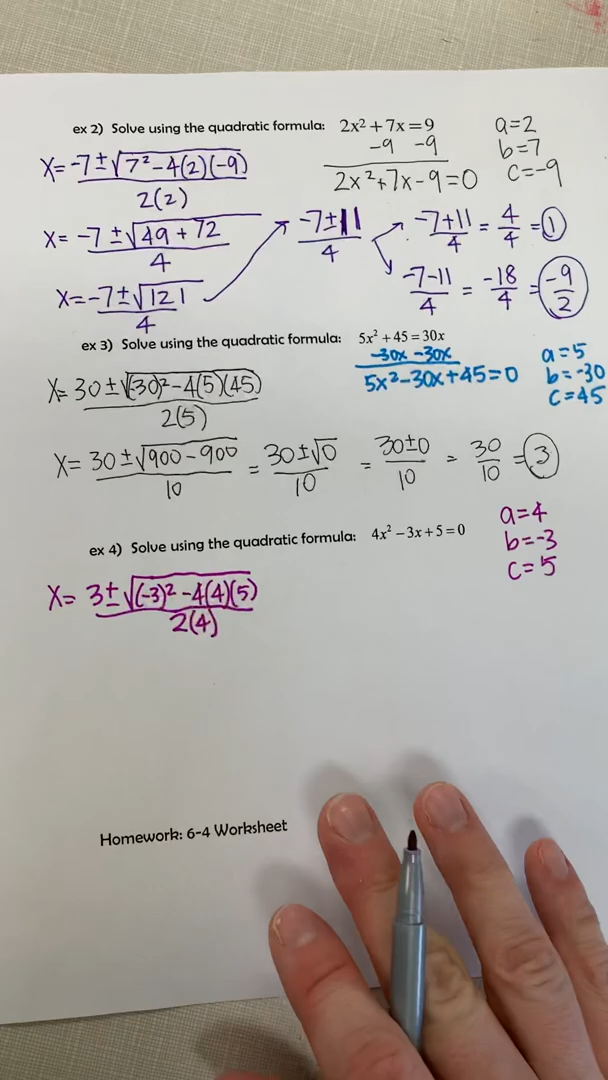 ex 2) Solve using the quadratic formula: 2x² + 7x = 9
-9 -9
2x²+7x-9=0
a=2
b=7
c=-9
x= -7±√7²-4(2)(-9) / 2(2)
x= -7±√49+72 / 4
x= -7±√121 / 4
-7±11 / 4
-7+11 / 4 = 4/4 = 1
-7-11 / 4 = -18/4 = -9/2
ex 3) Solve using the quadratic formula: 5x² + 45 = 30x
-30x -30x
5x²-30x+45=0
a=5
b=-30
c=45
x= 30±√(-30)²-4(5)(45) / 2(5)
x= 30±√900-900 / 10 = 30±√0 / 10 = 30±0 / 10 = 30/10 = 3
ex 4) Solve using the quadratic formula: 4x² - 3x + 5 = 0
a=4
b=-3
c=5
x= 3±√(-3)²-4(4)(5) / 2(4)
Homework: 6-4 Worksheet